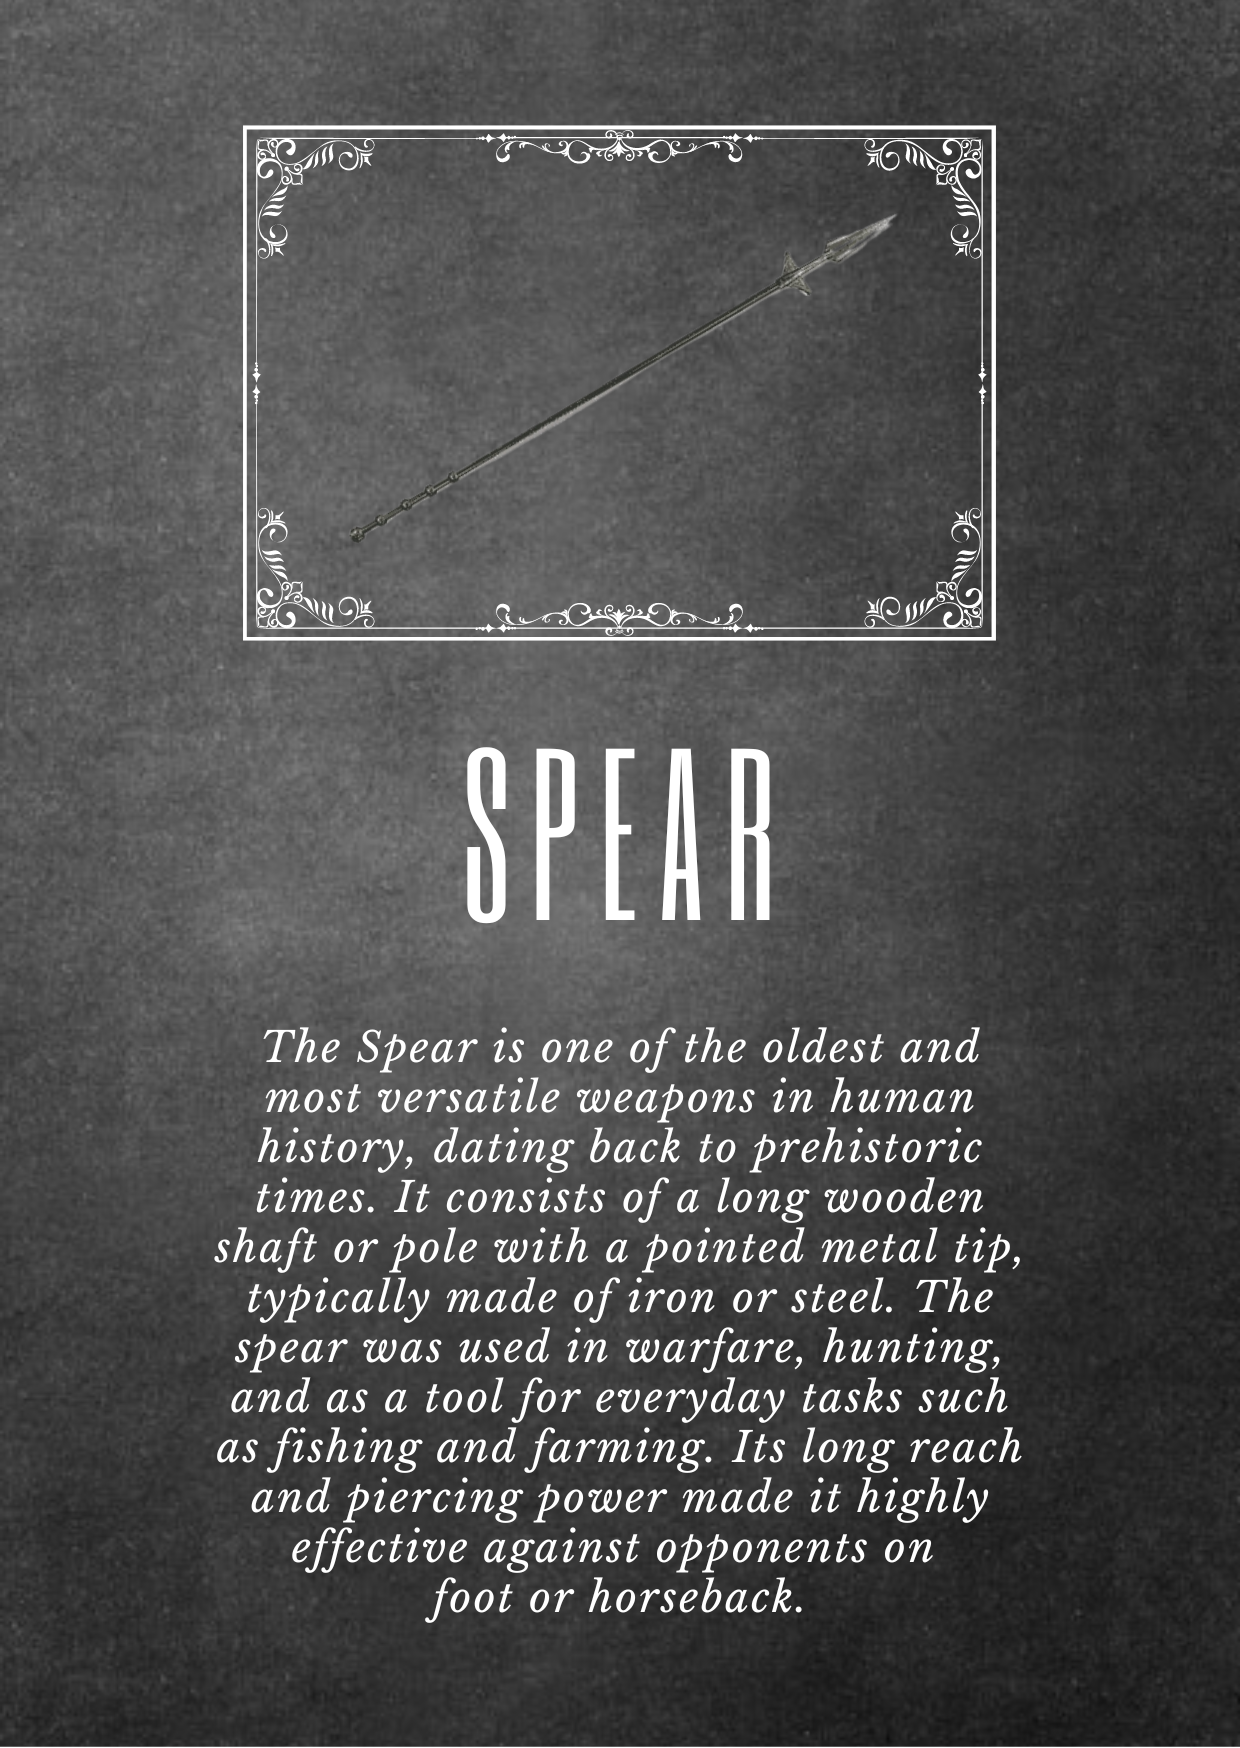 SPEAR
The Spear is one of the oldest and
most versatile weapons in human
history, dating back to prehistoric
times. It consists of a long wooden
shaft or pole with a pointed metal tip,
typically made of iron or steel. The
spear was used in warfare, hunting,
and as a tool for everyday tasks such
as fishing and farming. Its long reach
and piercing power made it highly
effective against opponents on
foot or horseback.